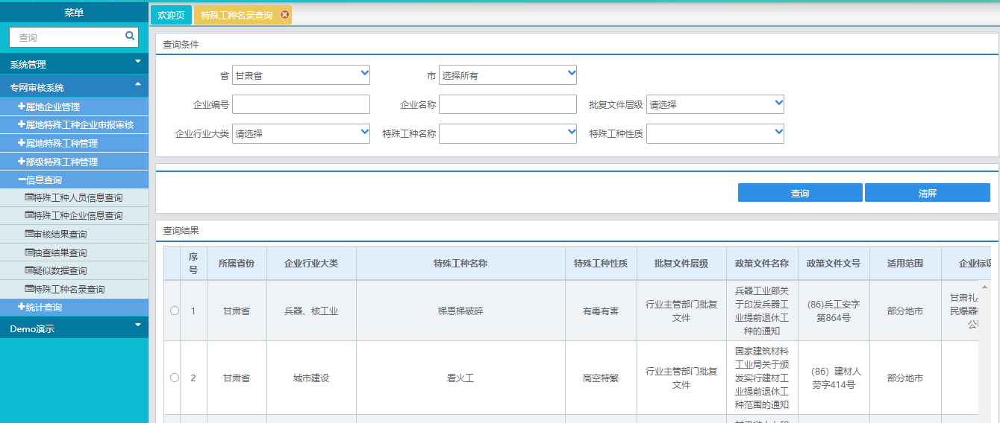 菜单
查询
系统管理
专网审核系统
属地企业管理
属地特殊工种企业申报审核
属地特殊工种管理
部级特殊工种管理
信息查询
特殊工种人员信息查询
特殊工种企业信息查询
审核结果查询
抽查结果查询
疑似数据查询
特殊工种名录查询
统计查询
Demo演示
欢迎页 特殊工种名录查询
查询条件
省 甘肃省 市 选择所有
企业编号 企业名称 批复文件层级 请选择
企业行业大类 请选择 特殊工种名称 特殊工种性质
查询 清屏
查询结果
序号 所属省份 企业行业大类 特殊工种名称 特殊工种性质 批复文件层级 政策文件名称 政策文件文号 适用范围 企业标识
1 甘肃省 兵器、核工业 梯恩梯破碎 有毒有害 行业主管部门批复文件 兵器工业部关于印发兵器工业提前退休工种的通知 (86)兵工安字第864号 部分地市 甘肃礼
民爆器
公
2 甘肃省 城市建设 看火工 高空特繁 行业主管部门批复文件 国家建筑材料工业局关于颁发实行建材工业提前退休工种范围的通知 （86）建材人劳字414号 部分地市